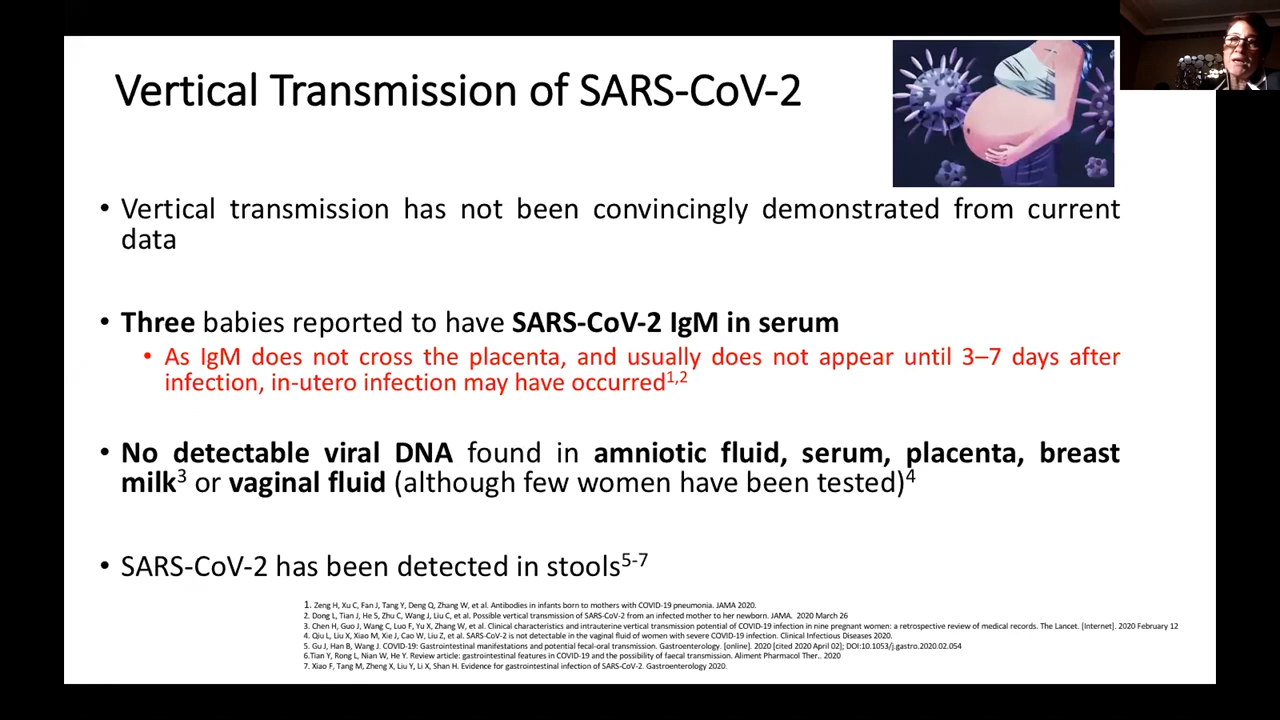 Vertical Transmission of SARS-CoV-2
• Vertical transmission has not been convincingly demonstrated from current
data
• Three babies reported to have SARS-CoV-2 IgM in serum
• As IgM does not cross the placenta, and usually does not appear until 3–7 days after
infection, in-utero infection may have occurred1,2
• No detectable viral DNA found in amniotic fluid, serum, placenta, breast
milk3 or vaginal fluid (although few women have been tested)4
• SARS-CoV-2 has been detected in stools5-7
1. Zeng H, Xu C, Fan J, Tang Y, Deng Q, Zhang W, et al. Antibodies in infants born to mothers with COVID-19 pneumonia. JAMA 2020.
2. Dong L, Tian J, He S, Zhu C, Wang J, Liu C, et al. Possible vertical transmission of SARS-CoV-2 from an infected mother to her newborn. JAMA. 2020 March 26
3. Chen H, Guo J, Wang C, Luo F, Yu X, Zhang W, et al. Clinical characteristics and intrauterine vertical transmission potential of COVID-19 infection in nine pregnant women: a retrospective review of medical records. The Lancet. [Internet]. 2020 February 12
4. Qiu L, Liu X, Xiao M, Xie J, Cao W, Liu Z, et al. SARS-CoV-2 is not detectable in the vaginal fluid of women with severe COVID-19 infection. Clinical Infectious Diseases 2020.
5. Gu J, Han B, Wang J. COVID-19: Gastrointestinal manifestations and potential fecal-oral transmission. Gastroenterology. [online]. 2020 [cited 2020 April 02]; DOI:10.1053/j.gastro.2020.02.054
6.Tian Y, Rong L, Nian W, He Y. Review article: gastrointestinal features in COVID-19 and the possibility of faecal transmission. Aliment Pharmacol Ther.. 2020
7. Xiao F, Tang M, Zheng X, Liu Y, Li X, Shan H. Evidence for gastrointestinal infection of SARS-CoV-2. Gastroenterology 2020.